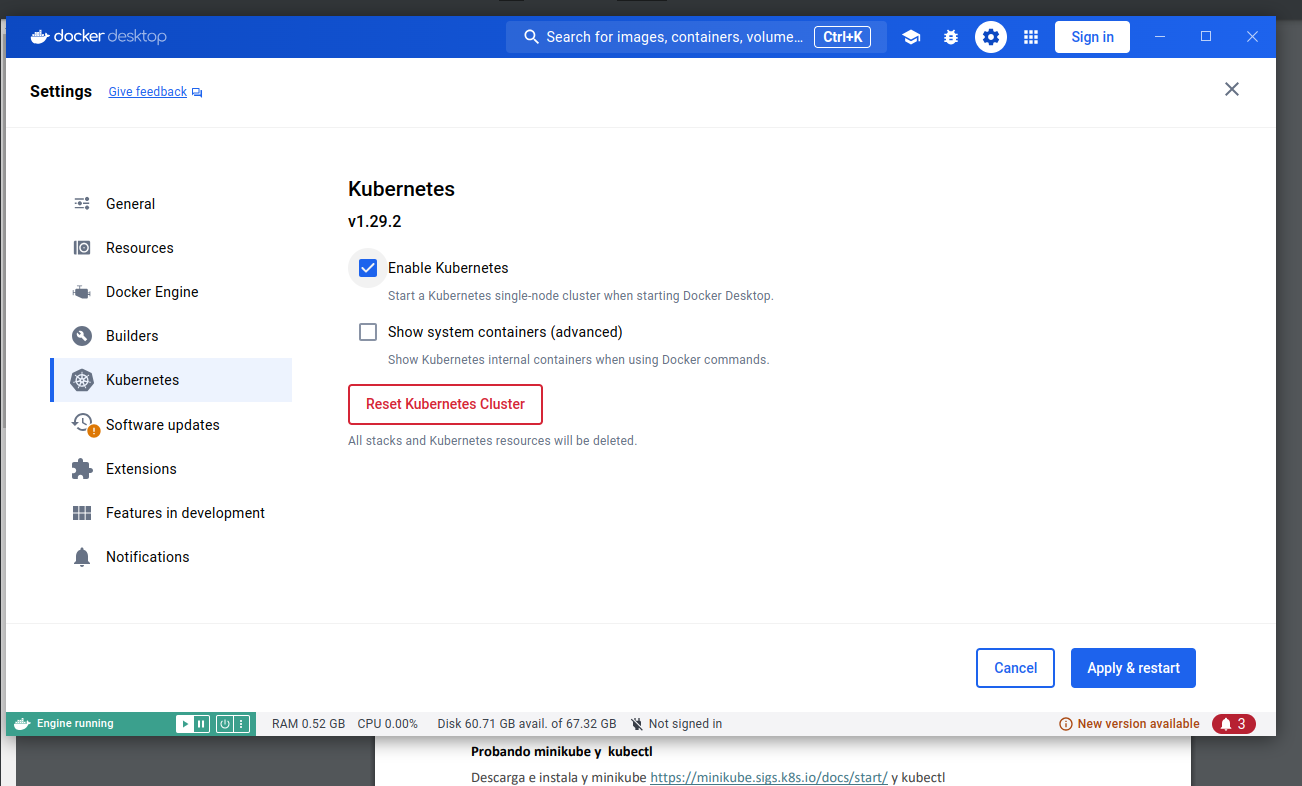 docker desktop
Search for images, containers, volume...
Ctrl+K
Sign in
Settings
Give feedback
General
Resources
Docker Engine
Builders
Kubernetes
Software updates
Extensions
Features in development
Notifications
Kubernetes
v1.29.2
Enable Kubernetes
Start a Kubernetes single-node cluster when starting Docker Desktop.
Show system containers (advanced)
Show Kubernetes internal containers when using Docker commands.
Reset Kubernetes Cluster
All stacks and Kubernetes resources will be deleted.
Cancel
Apply & restart
Engine running
RAM 0.52 GB CPU 0.00% Disk 60.71 GB avail. of 67.32 GB Not signed in
New version available
3
Probando minikube y kubectl
Descarga e instala y minikube https://minikube.sigs.k8s.io/docs/start/ y kubectl